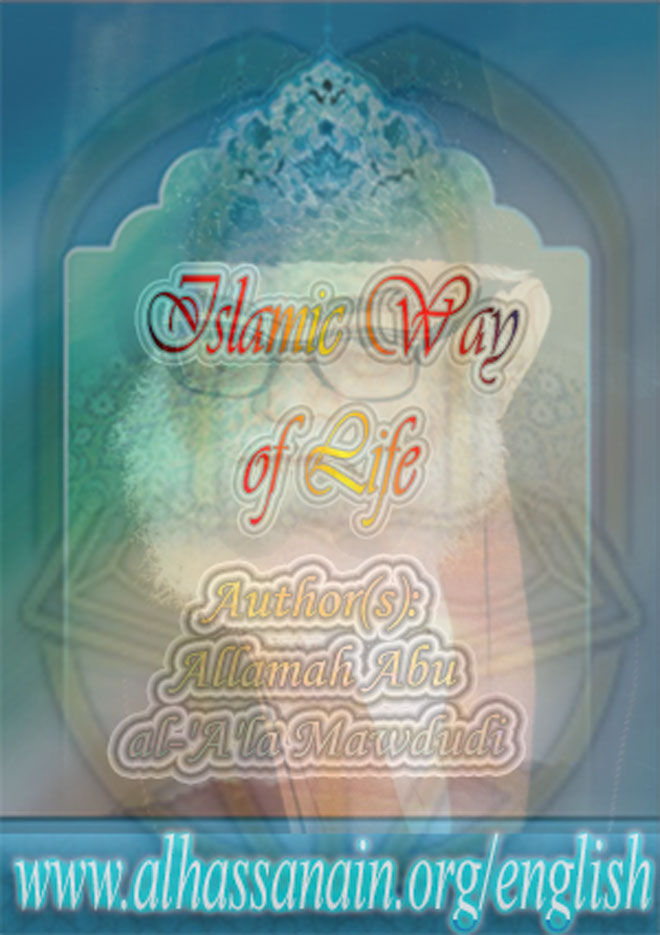 Islamic Way
of Life
Author(s):
Allamah Abu
al-'A'la Mawdudi
www.alhassanain.org/english